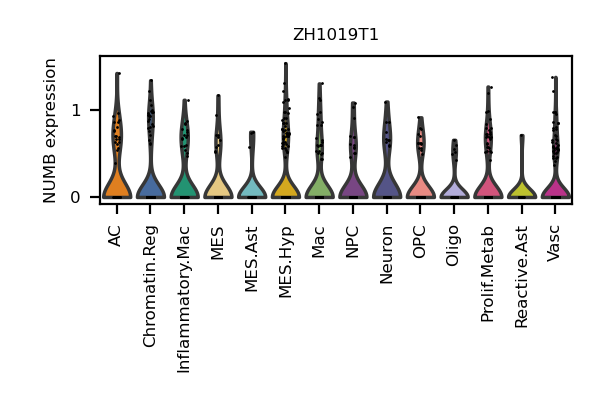 ZH1019T1
NUMB expression
1
0
AC
Chromatin.Reg
Inflammatory.Mac
MES
MES.Ast
MES.Hyp
Mac
NPC
Neuron
OPC
Oligo
Prolif.Metab
Reactive.Ast
Vasc